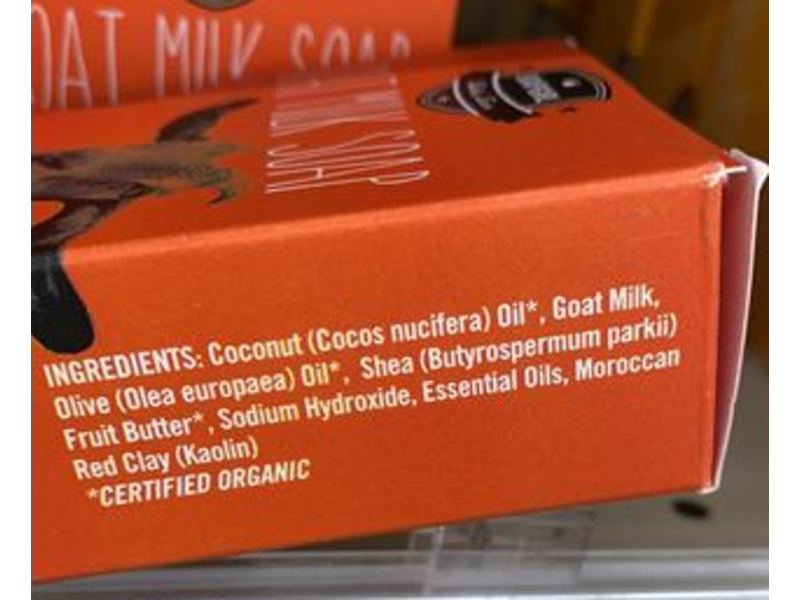 OAT MILK SOAP
INGREDIENTS: Coconut (Cocos nucifera) Oil*, Goat Milk,
Olive (Olea europaea) Oil*, Shea (Butyrospermum parkii)
Fruit Butter*, Sodium Hydroxide, Essential Oils, Moroccan
Red Clay (Kaolin)
*CERTIFIED ORGANIC